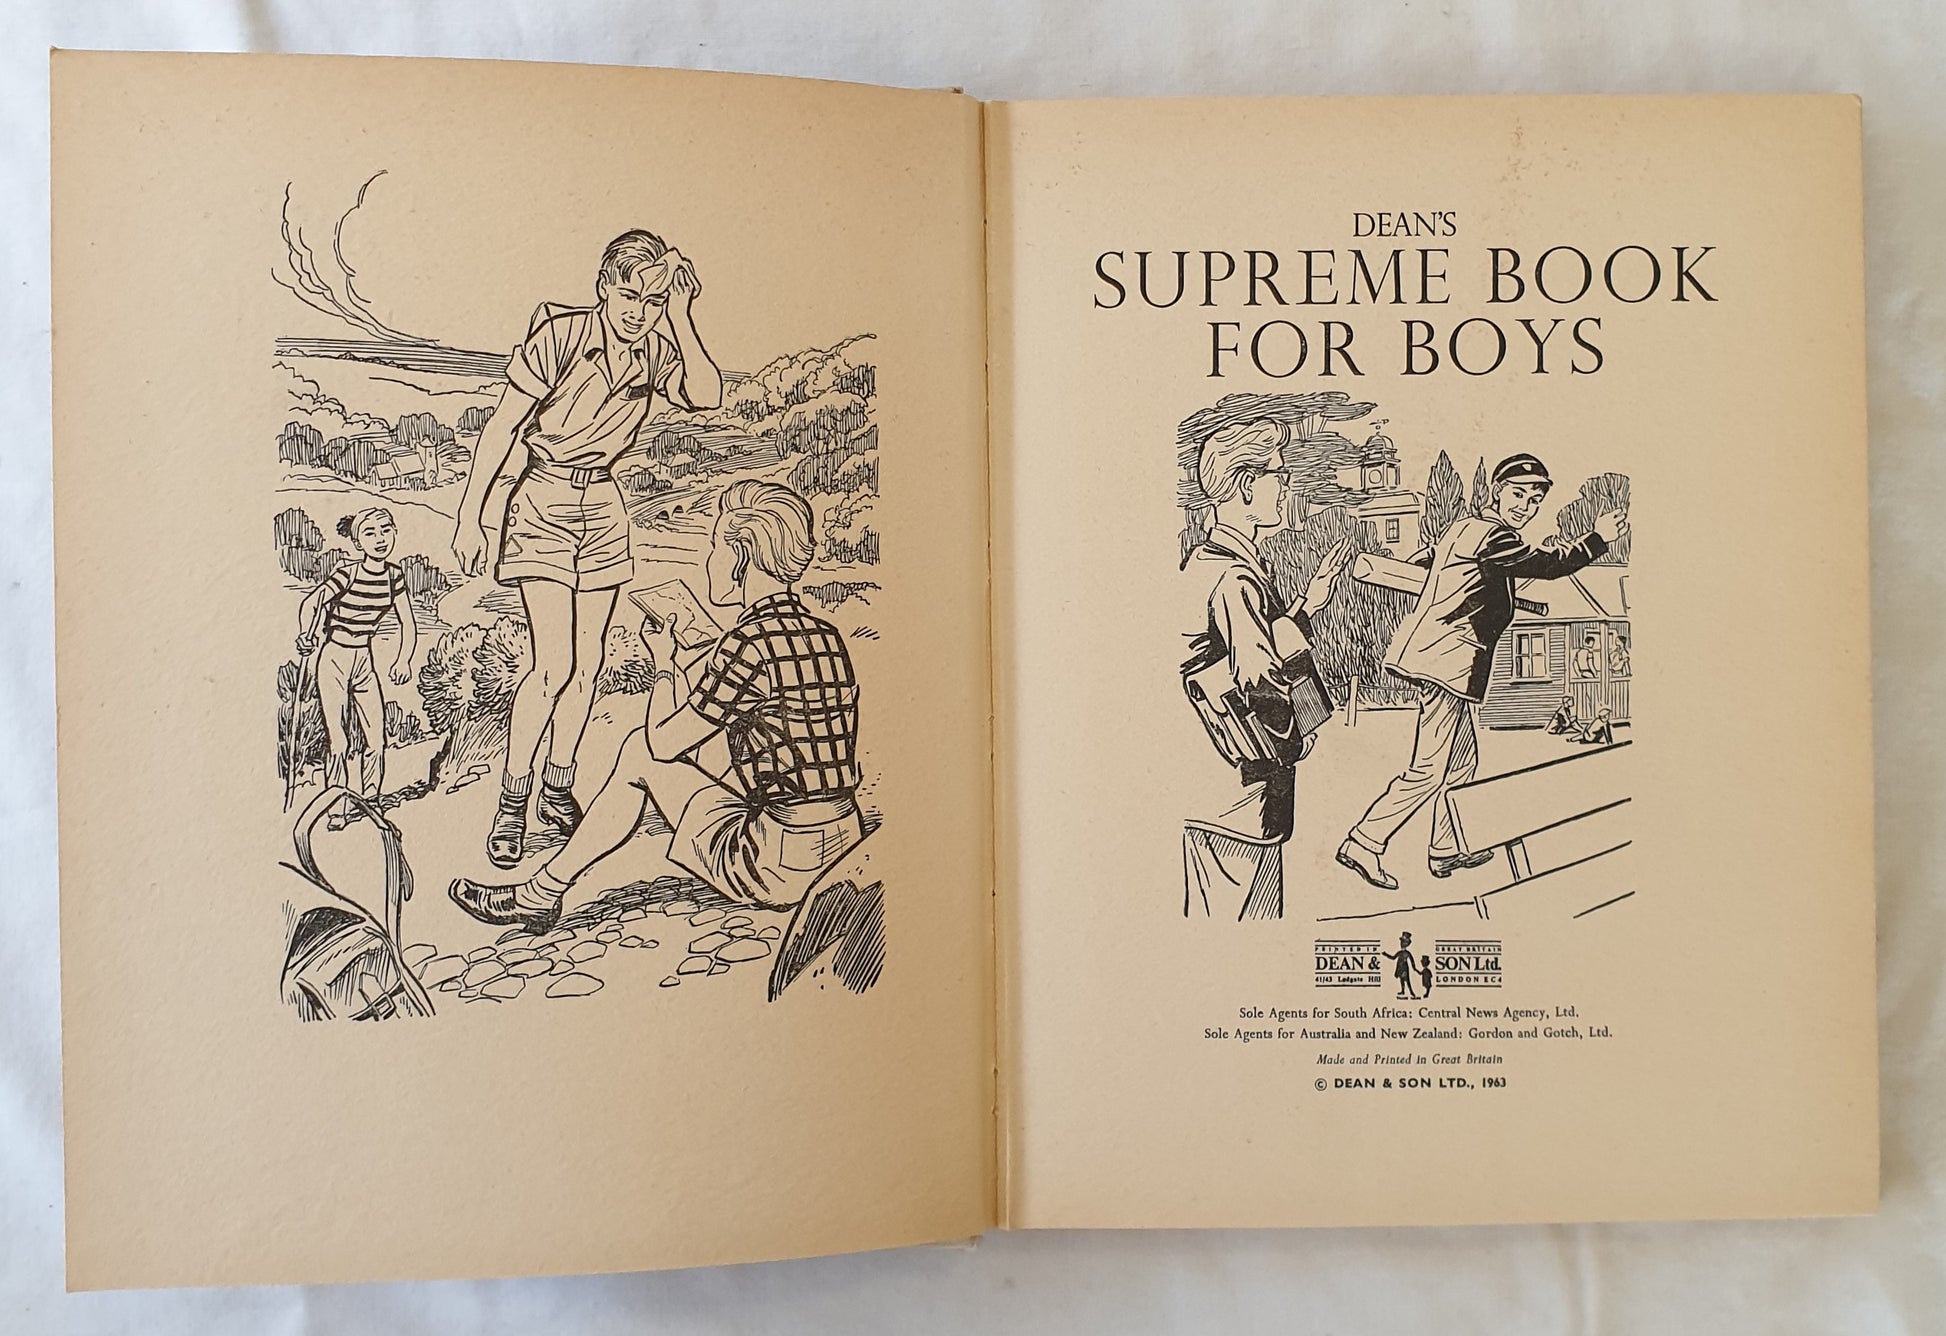 DEAN'S
SUPREME BOOK
FOR BOYS
PRINTED IN GREAT BRITAIN
DEAN & SON Ltd.
41/43 Ludgate Hill LONDON EC4
Sole Agents for South Africa: Central News Agency, Ltd.
Sole Agents for Australia and New Zealand: Gordon and Gotch, Ltd.
Made and Printed in Great Britain
© DEAN & SON LTD., 1963